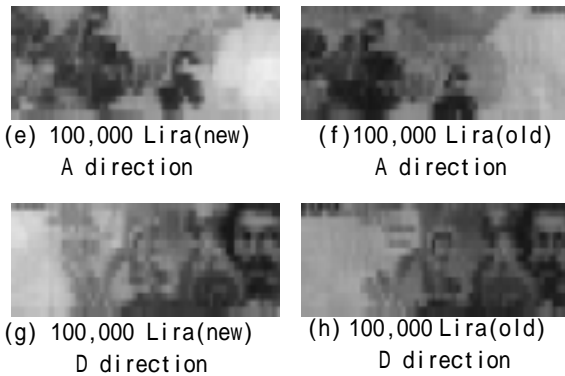 (e) 100,000 Lira(new)
A direction
(f)100,000 Lira(old)
A direction
(g) 100,000 Lira(new)
D direction
(h) 100,000 Lira(old)
D direction